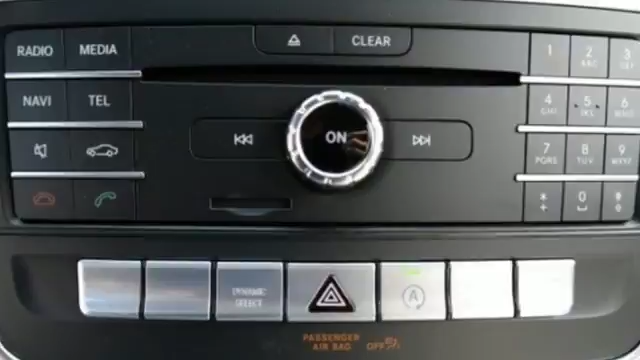 RADIO MEDIA CLEAR 1 2 3
ABC DEF
NAVI TEL ON 4 5 6
GHI JKL MNO
7 8 9
PQRS TUV WXYZ
* 0 #
+
DYNAMIC
SELECT A
PASSENGER
AIR BAG OFF